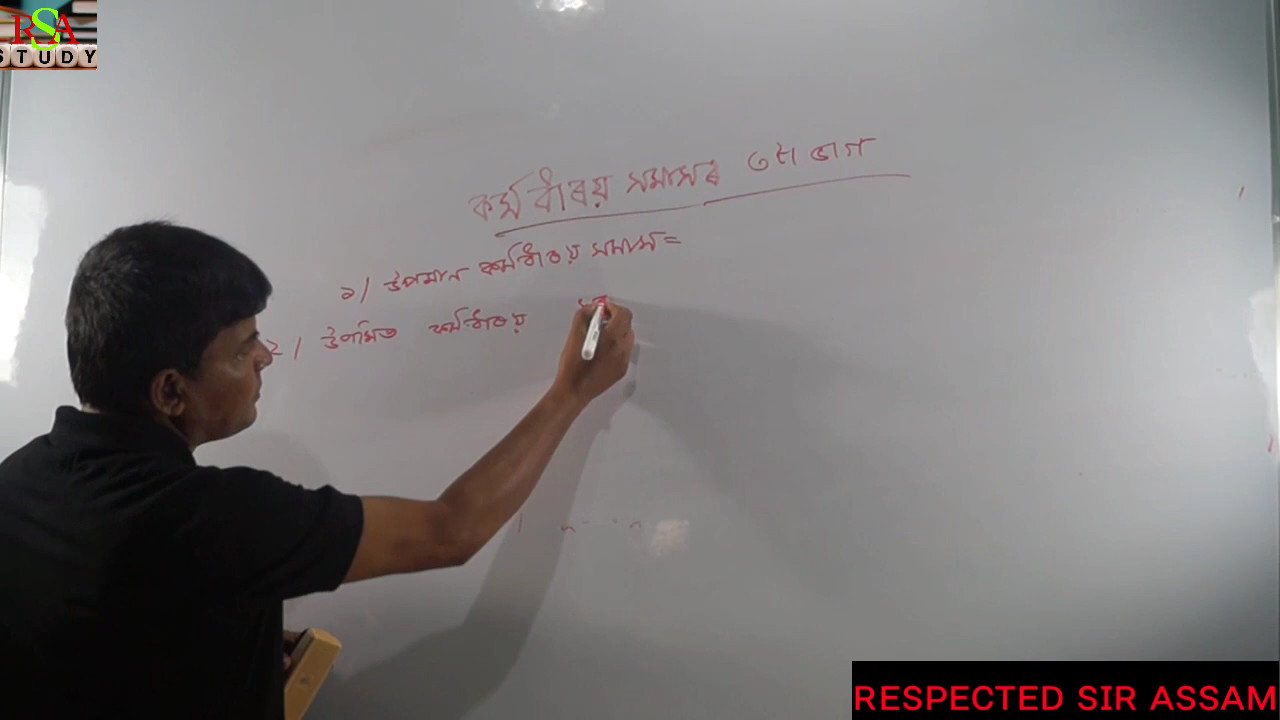 RSA
STUDY
কৰ্মধাৰয় সমাসৰ ৩টা ভাগ
১/ উপমান কৰ্মধাৰয় সমাস=
২/ উপমিত কৰ্মধাৰয়
RESPECTED SIR ASSAM